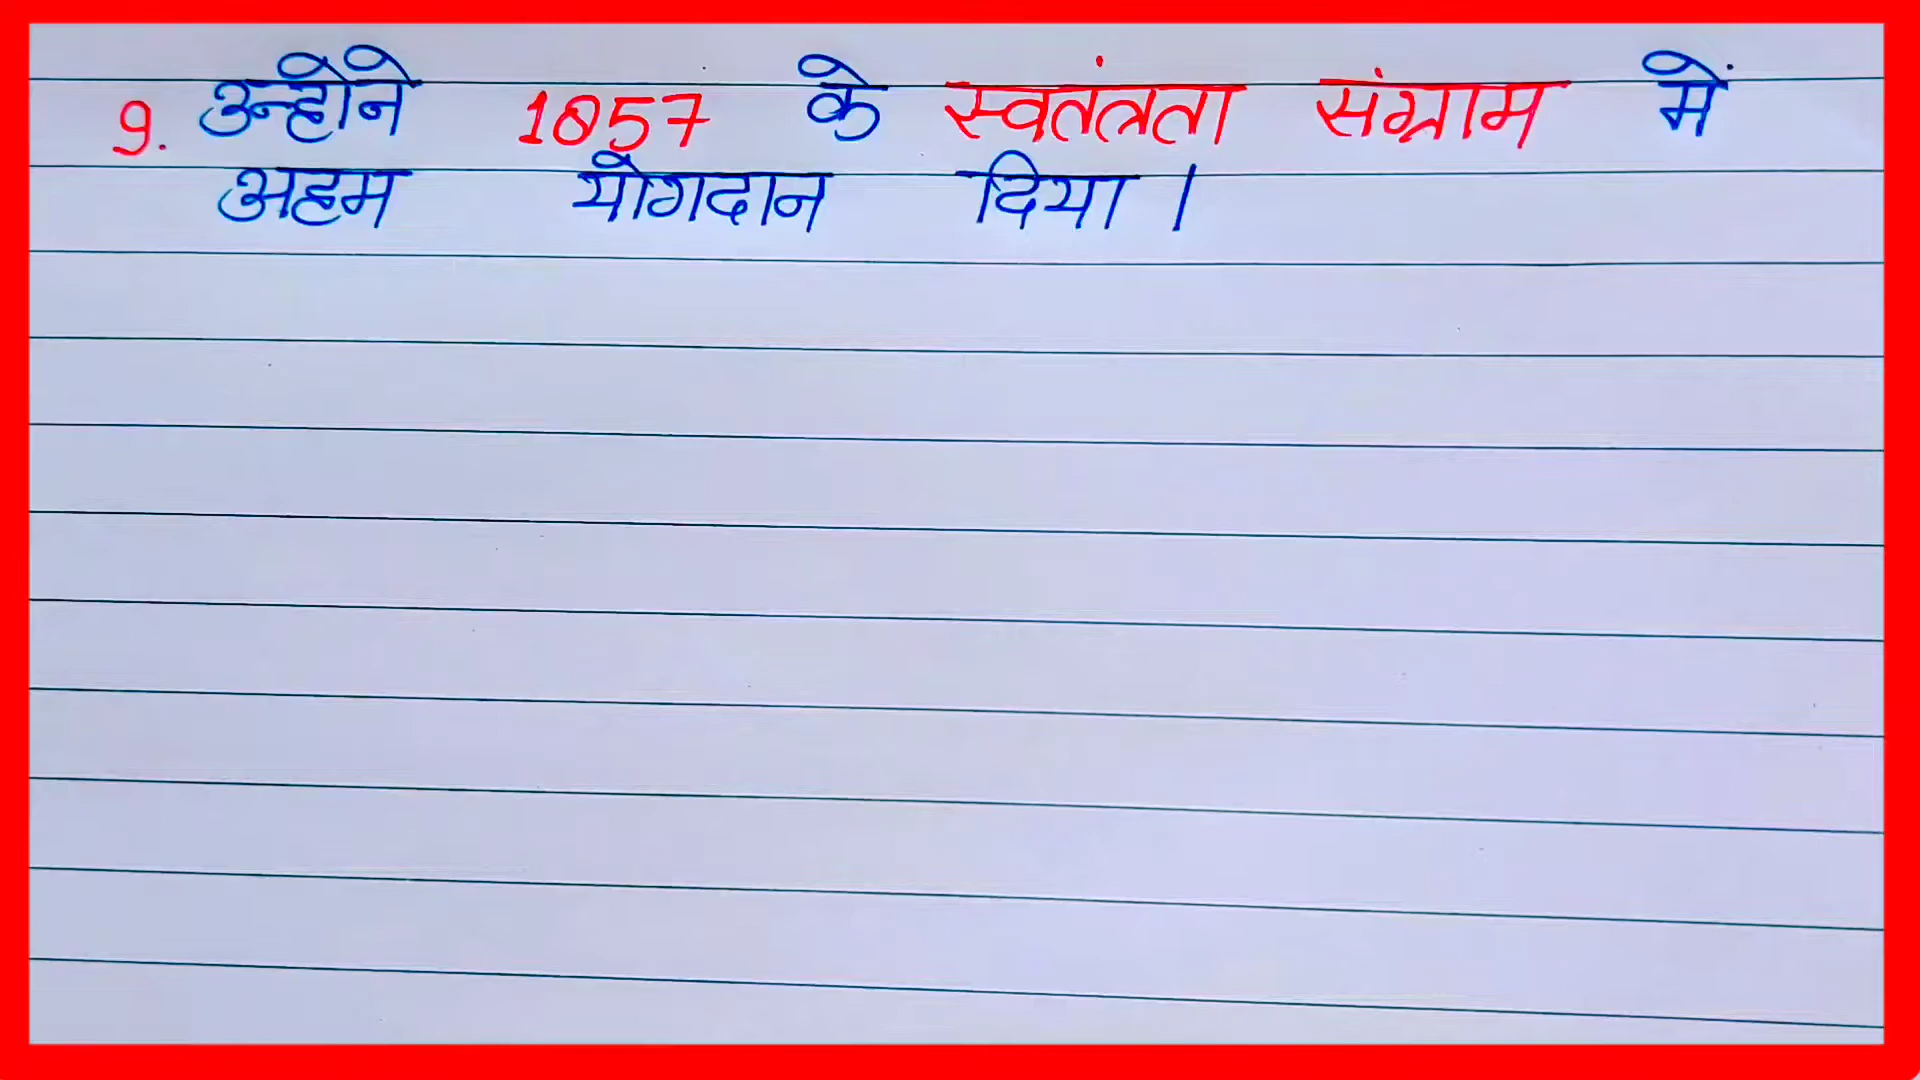 9. उन्होंने 1857 के स्वतंत्रता संग्राम में
अहम योगदान दिया ।